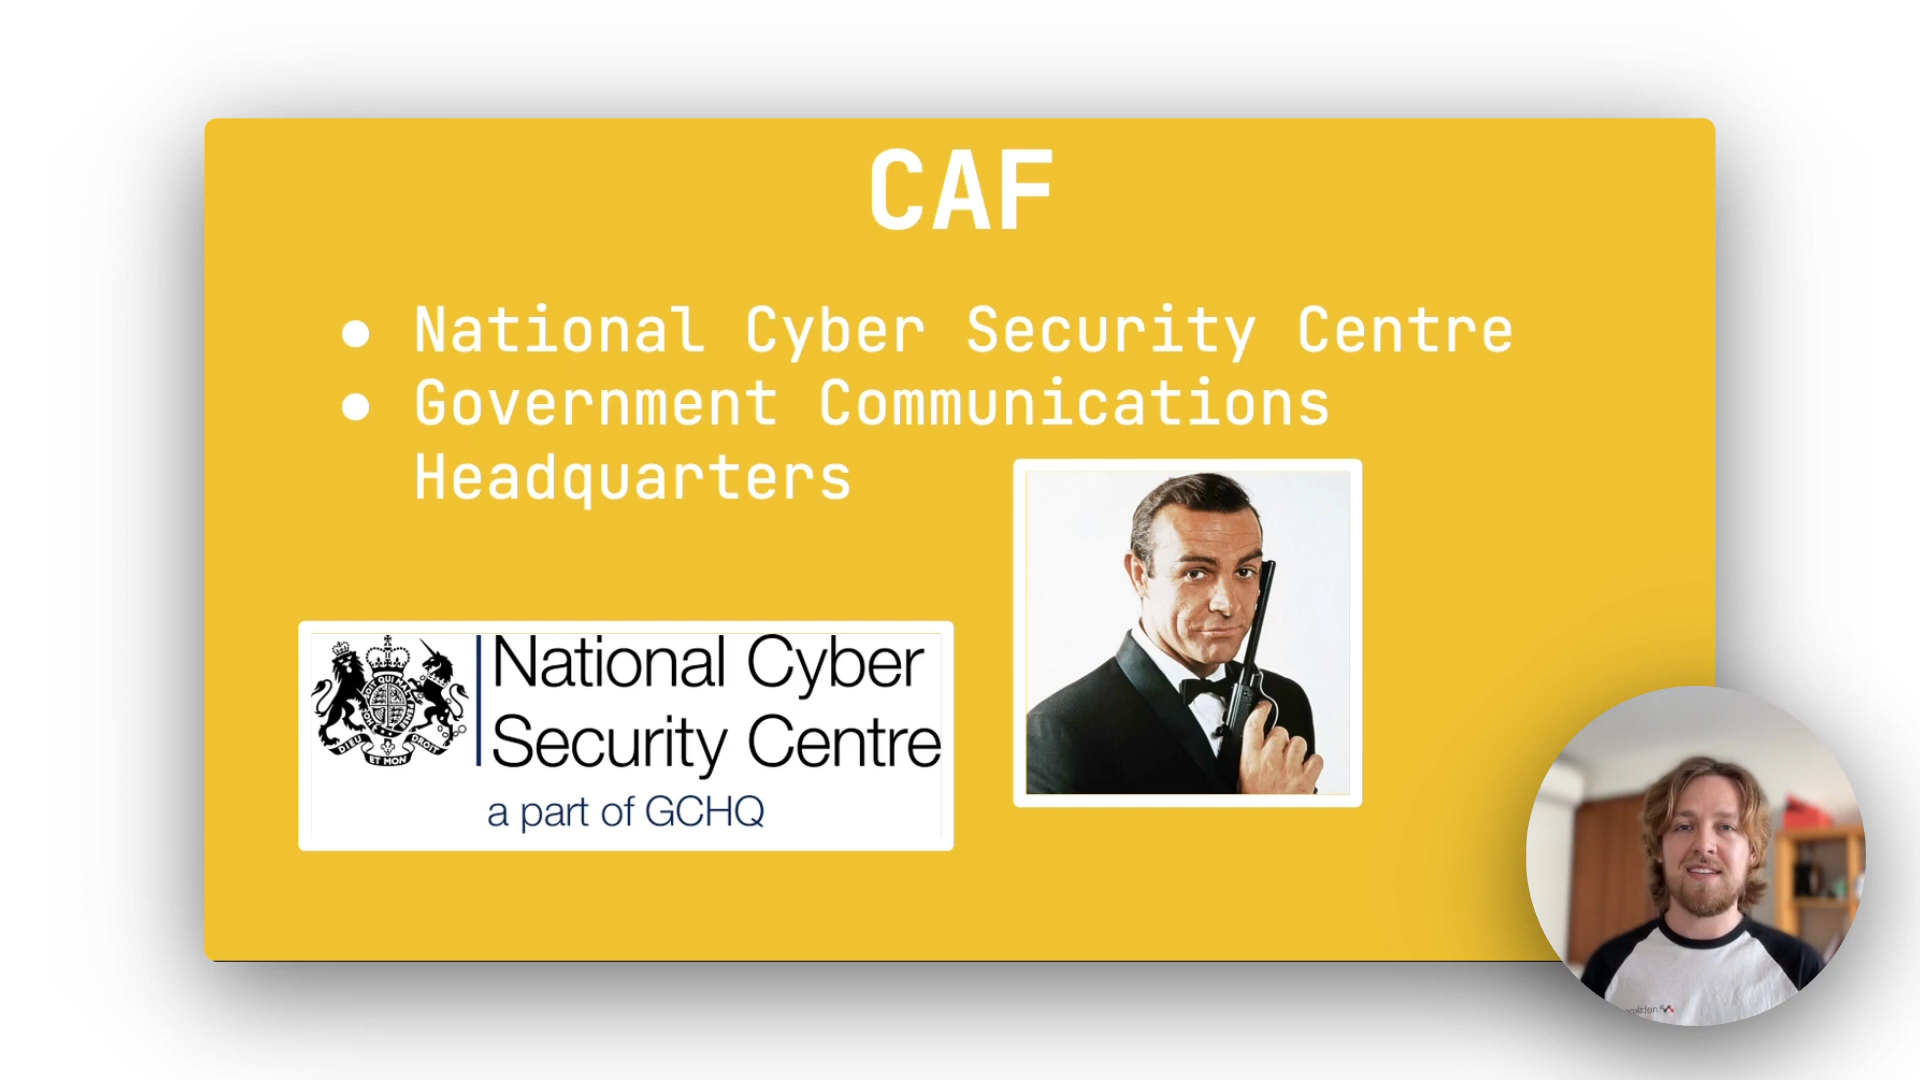 CAF
● National Cyber Security Centre
● Government Communications
Headquarters
National Cyber
Security Centre
a part of GCHQ
DIEU ET MON DROIT